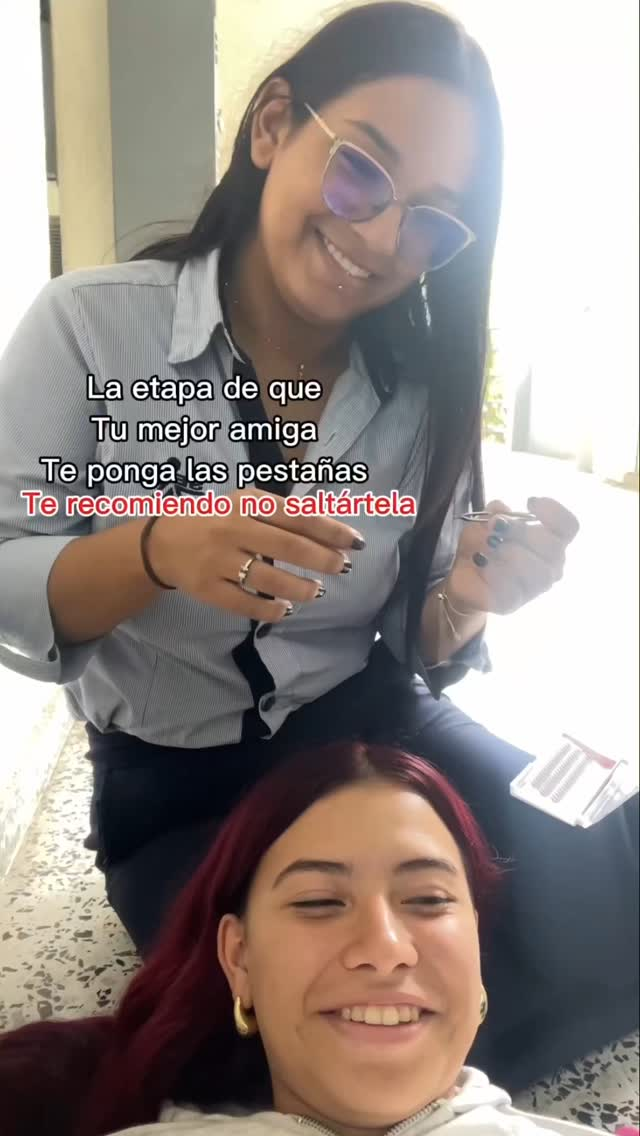 La etapa de que
Tu mejor amiga
Te ponga las pestañas
Te recomiendo no saltártela